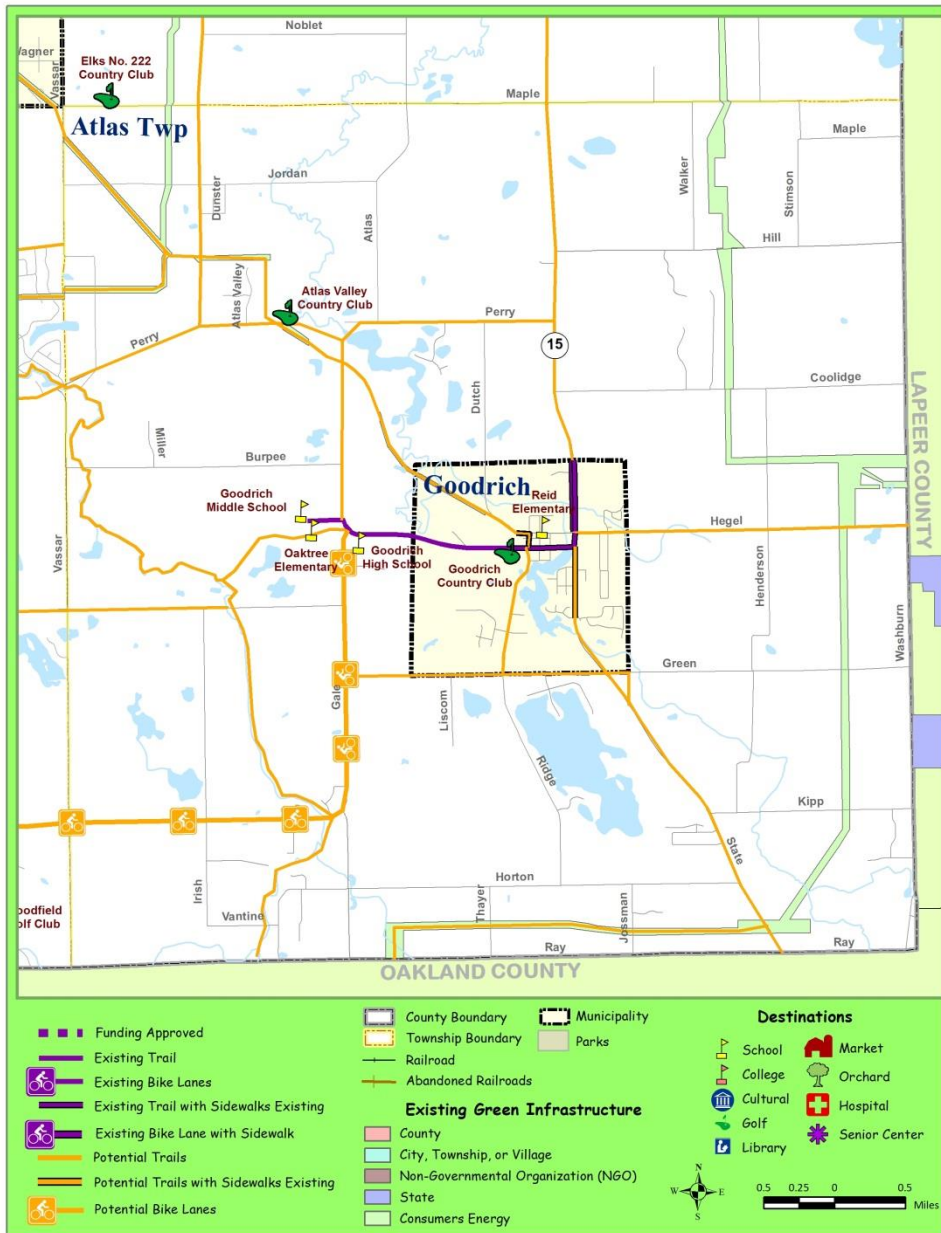 Noblet
Wagner
Vassar
Elks No. 222
Country Club
Maple
Atlas Twp
Maple
Jordan
Dunster
Atlas
Walker
Stimson
Hill
Atlas Valley
Atlas Valley
Country Club
Perry
Perry
15
Coolidge
LAPEER COUNTY
Dutch
Miller
Burpee
Goodrich
Goodrich
Middle School
Reid
Elementary
Hegel
Oaktree
Elementary
Goodrich
High School
Goodrich
Country Club
Vassar
Henderson
Washburn
Green
Gale
Liscom
Ridge
Kipp
State
Irish
Horton
Vantine
Thayer
Jossman
oodfield
olf Club
Ray
Ray
OAKLAND COUNTY
Funding Approved
Existing Trail
Existing Bike Lanes
Existing Trail with Sidewalks Existing
Existing Bike Lane with Sidewalk
Potential Trails
Potential Trails with Sidewalks Existing
Potential Bike Lanes
County Boundary
Township Boundary
Railroad
Abandoned Railroads
Municipality
Parks
Existing Green Infrastructure
County
City, Township, or Village
Non-Governmental Organization (NGO)
State
Consumers Energy
Destinations
School
College
Cultural
Golf
Library
Market
Orchard
Hospital
Senior Center
N
W
E
S
0.5 0.25 0 0.5
Miles